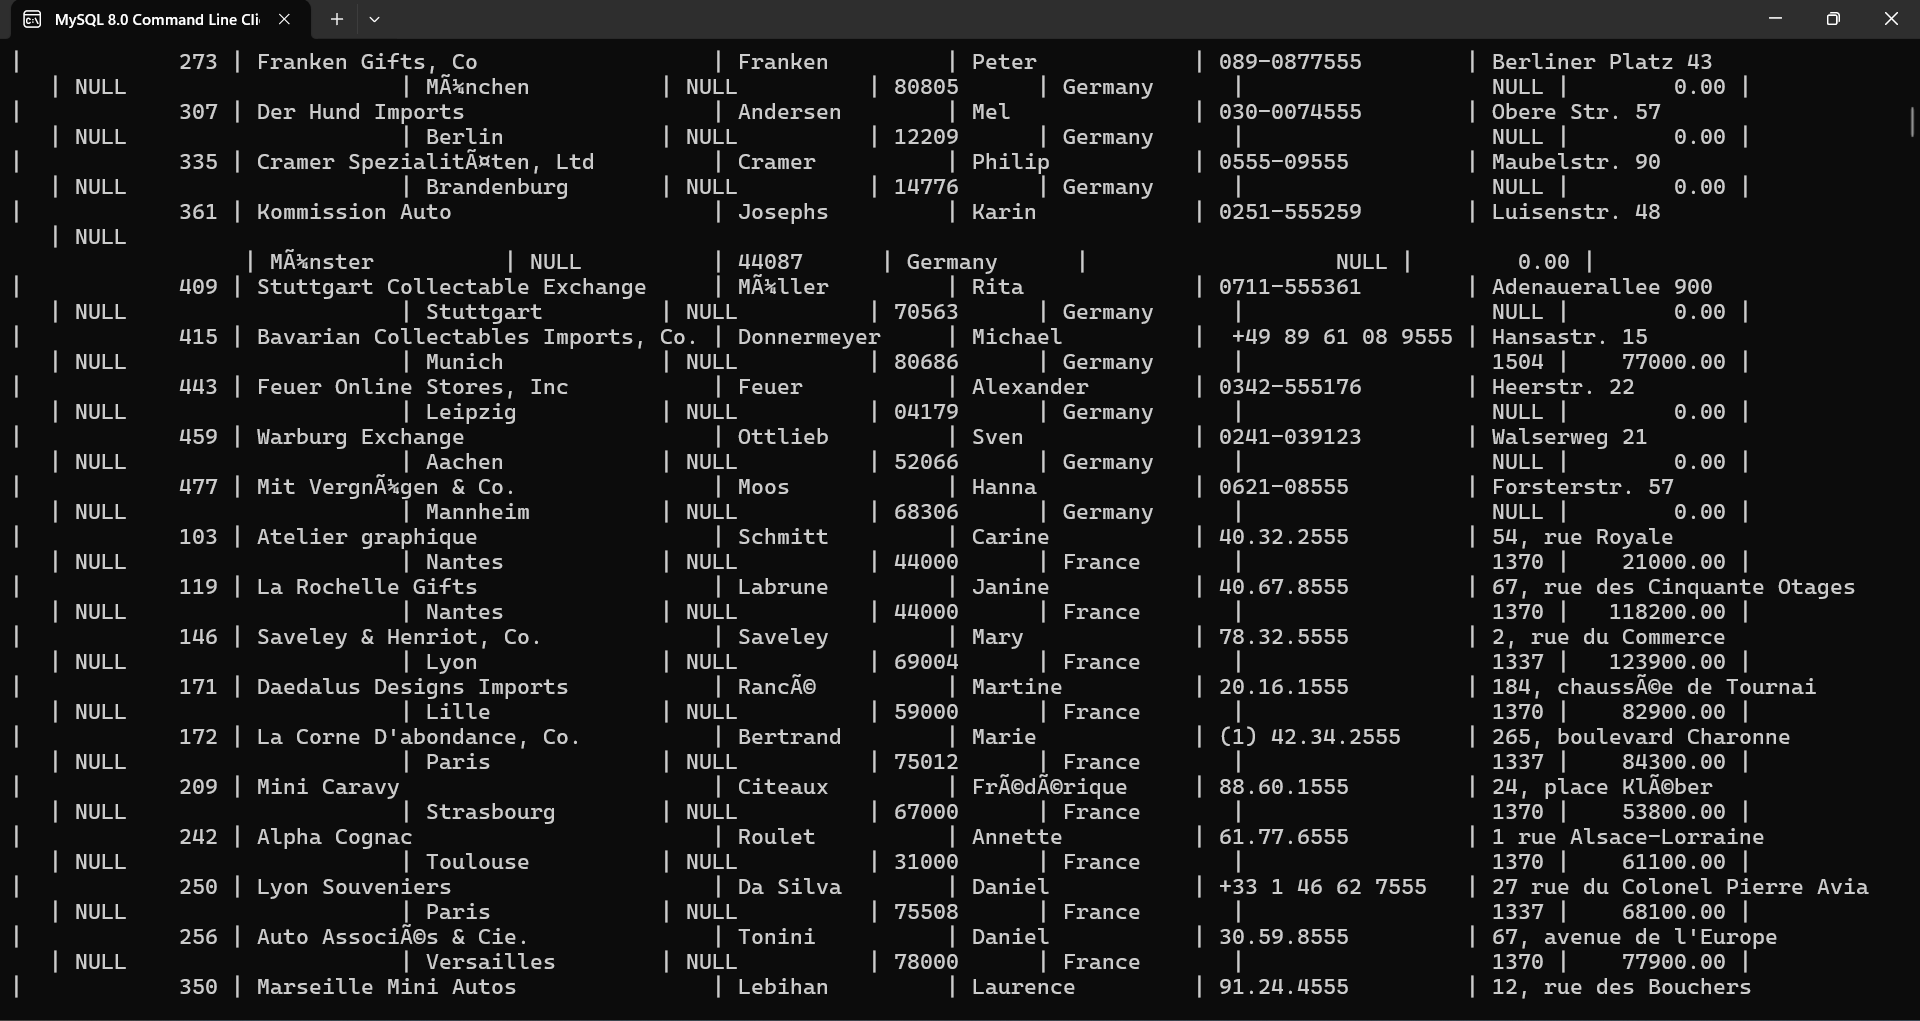 MySQL 8.0 Command Line Cli
| 273 | Franken Gifts, Co | Franken | Peter | 089-0877555 | Berliner Platz 43
| NULL | MÃ¼nchen | NULL | 80805 | Germany | NULL | 0.00 |
| 307 | Der Hund Imports | Andersen | Mel | 030-0074555 | Obere Str. 57
| NULL | Berlin | NULL | 12209 | Germany | NULL | 0.00 |
| 335 | Cramer SpezialitÃ¤ten, Ltd | Cramer | Philip | 0555-09555 | Maubelstr. 90
| NULL | Brandenburg | NULL | 14776 | Germany | NULL | 0.00 |
| 361 | Kommission Auto | Josephs | Karin | 0251-555259 | Luisenstr. 48
| NULL
| MÃ¼nster | NULL | 44087 | Germany | NULL | 0.00 |
| 409 | Stuttgart Collectable Exchange | MÃ¼ller | Rita | 0711-555361 | Adenauerallee 900
| NULL | Stuttgart | NULL | 70563 | Germany | NULL | 0.00 |
| 415 | Bavarian Collectables Imports, Co. | Donnermeyer | Michael | +49 89 61 08 9555 | Hansastr. 15
| NULL | Munich | NULL | 80686 | Germany | 1504 | 77000.00 |
| 443 | Feuer Online Stores, Inc | Feuer | Alexander | 0342-555176 | Heerstr. 22
| NULL | Leipzig | NULL | 04179 | Germany | NULL | 0.00 |
| 459 | Warburg Exchange | Ottlieb | Sven | 0241-039123 | Walserweg 21
| NULL | Aachen | NULL | 52066 | Germany | NULL | 0.00 |
| 477 | Mit VergnÃ¼gen & Co. | Moos | Hanna | 0621-08555 | Forsterstr. 57
| NULL | Mannheim | NULL | 68306 | Germany | NULL | 0.00 |
| 103 | Atelier graphique | Schmitt | Carine | 40.32.2555 | 54, rue Royale
| NULL | Nantes | NULL | 44000 | France | 1370 | 21000.00 |
| 119 | La Rochelle Gifts | Labrune | Janine | 40.67.8555 | 67, rue des Cinquante Otages
| NULL | Nantes | NULL | 44000 | France | 1370 | 118200.00 |
| 146 | Saveley & Henriot, Co. | Saveley | Mary | 78.32.5555 | 2, rue du Commerce
| NULL | Lyon | NULL | 69004 | France | 1337 | 123900.00 |
| 171 | Daedalus Designs Imports | RancÃ© | Martine | 20.16.1555 | 184, chaussÃ©e de Tournai
| NULL | Lille | NULL | 59000 | France | 1370 | 82900.00 |
| 172 | La Corne D'abondance, Co. | Bertrand | Marie | (1) 42.34.2555 | 265, boulevard Charonne
| NULL | Paris | NULL | 75012 | France | 1337 | 84300.00 |
| 209 | Mini Caravy | Citeaux | FrÃ©dÃ©rique | 88.60.1555 | 24, place KlÃ©ber
| NULL | Strasbourg | NULL | 67000 | France | 1370 | 53800.00 |
| 242 | Alpha Cognac | Roulet | Annette | 61.77.6555 | 1 rue Alsace-Lorraine
| NULL | Toulouse | NULL | 31000 | France | 1370 | 61100.00 |
| 250 | Lyon Souveniers | Da Silva | Daniel | +33 1 46 62 7555 | 27 rue du Colonel Pierre Avia
| NULL | Paris | NULL | 75508 | France | 1337 | 68100.00 |
| 256 | Auto AssociÃ©s & Cie. | Tonini | Daniel | 30.59.8555 | 67, avenue de l'Europe
| NULL | Versailles | NULL | 78000 | France | 1370 | 77900.00 |
| 350 | Marseille Mini Autos | Lebihan | Laurence | 91.24.4555 | 12, rue des Bouchers